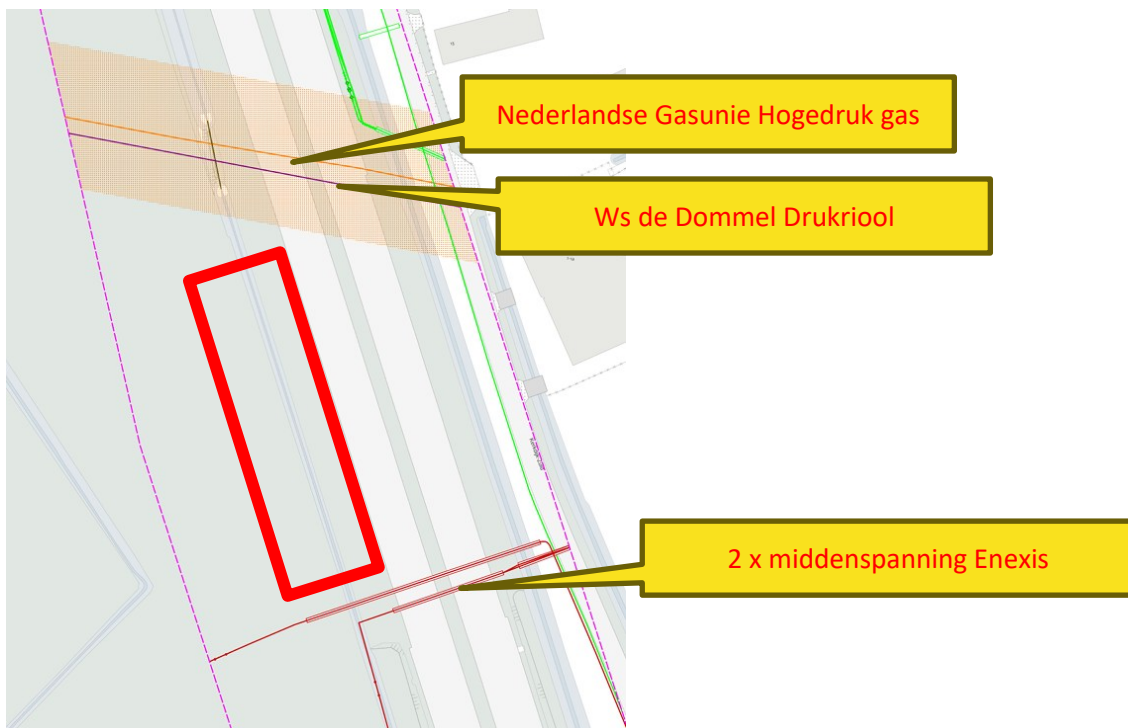 Nederlandse Gasunie Hogedruk gas
Ws de Dommel Drukriool
2 x middenspanning Enexis